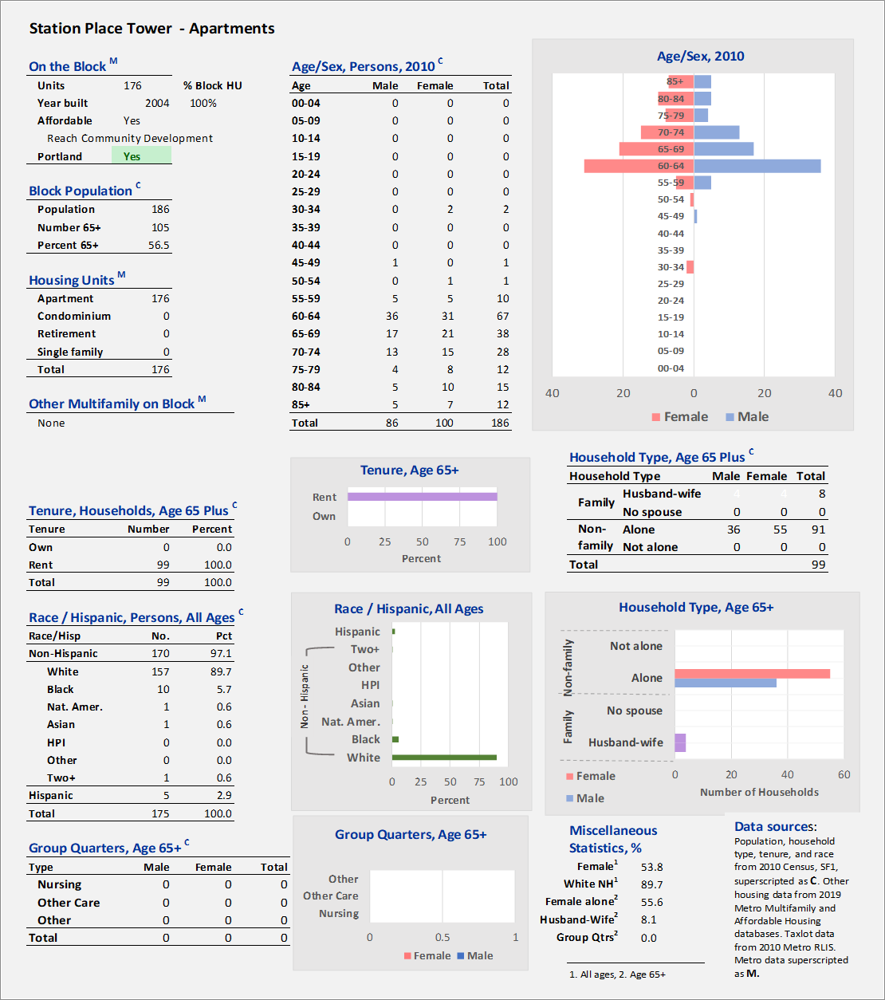 Station Place Tower - Apartments
On the Block M
Units 176 % Block HU
Year built 2004 100%
Affordable Yes
Reach Community Development
Portland Yes
Block Population C
Population 186
Number 65+ 105
Percent 65+ 56.5
Housing Units M
Apartment 176
Condominium 0
Retirement 0
Single family 0
Total 176
Other Multifamily on Block M
None
Age/Sex, Persons, 2010 C
Age Male Female Total
00-04 0 0 0
05-09 0 0 0
10-14 0 0 0
15-19 0 0 0
20-24 0 0 0
25-29 0 0 0
30-34 0 2 2
35-39 0 0 0
40-44 0 0 0
45-49 1 0 1
50-54 0 1 1
55-59 5 5 10
60-64 36 31 67
65-69 17 21 38
70-74 13 15 28
75-79 4 8 12
80-84 5 10 15
85+ 5 7 12
Total 86 100 186
Age/Sex, 2010
85+
80-84
75-79
70-74
65-69
60-64
55-59
50-54
45-49
40-44
35-39
30-34
25-29
20-24
15-19
10-14
05-09
00-04
40 20 0 20 40
Female Male
Tenure, Households, Age 65 Plus C
Tenure Number Percent
Own 0 0.0
Rent 99 100.0
Total 99 100.0
Tenure, Age 65+
Rent
Own
0 25 50 75 100
Percent
Household Type, Age 65 Plus C
Household Type Male Female Total
Family
Husband-wife 4 4 8
No spouse 0 0 0
Non-
family
Alone 36 55 91
Not alone 0 0 0
Total 99
Race / Hispanic, Persons, All Ages C
Race/Hisp No. Pct
Non-Hispanic 170 97.1
White 157 89.7
Black 10 5.7
Nat. Amer. 1 0.6
Asian 1 0.6
HPI 0 0.0
Other 0 0.0
Two+ 1 0.6
Hispanic 5 2.9
Total 175 100.0
Race / Hispanic, All Ages
Non - Hispanic
Hispanic
Two+
Other
HPI
Asian
Nat. Amer.
Black
White
0 25 50 75 100
Percent
Household Type, Age 65+
Non-family
Not alone
Alone
Family
No spouse
Husband-wife
0 20 40 60
Number of Households
Female
Male
Group Quarters, Age 65+ C
Type Male Female Total
Nursing 0 0 0
Other Care 0 0 0
Other 0 0 0
Total 0 0 0
Group Quarters, Age 65+
Other
Other Care
Nursing
0 0.5 1
Female Male
Miscellaneous
Statistics, %
Female1 53.8
White NH1 89.7
Female alone2 55.6
Husband-Wife2 8.1
Group Qtrs2 0.0
1. All ages, 2. Age 65+
Data sources:
Population, household
type, tenure, and race
from 2010 Census, SF1,
superscripted as C. Other
housing data from 2019
Metro Multifamily and
Affordable Housing
databases. Taxlot data
from 2010 Metro RLIS.
Metro data superscripted
as M.